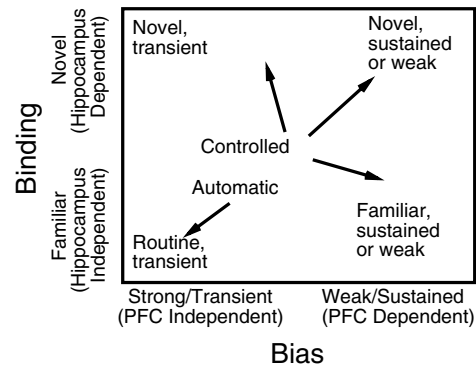 Novel,
transient
Novel,
sustained
or weak
Controlled
Automatic
Routine,
transient
Familiar,
sustained
or weak
Binding
Novel
(Hippocampus
Dependent)
Familiar
(Hippocampus
Independent)
Strong/Transient
(PFC Independent)
Weak/Sustained
(PFC Dependent)
Bias